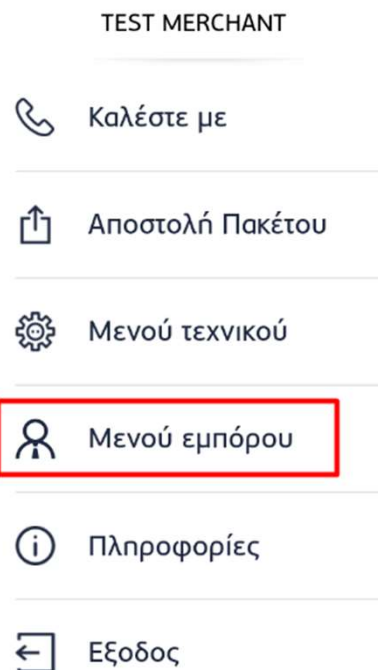 TEST MERCHANT
Καλέστε με
Αποστολή Πακέτου
Μενού τεχνικού
Μενού εμπόρου
Πληροφορίες
Εξοδος